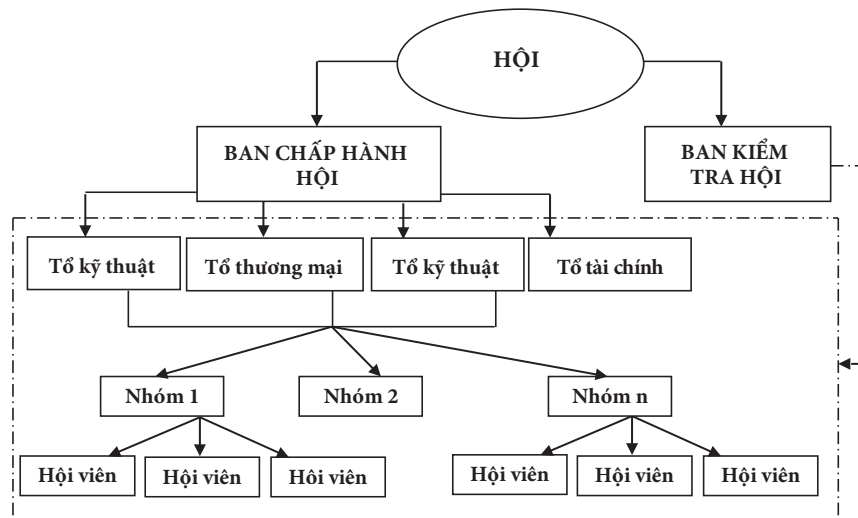 HỘI
BAN CHẤP HÀNH
HỘI
BAN KIỂM
TRA HỘI
Tổ kỹ thuật
Tổ thương mại
Tổ kỹ thuật
Tổ tài chính
Nhóm 1
Nhóm 2
Nhóm n
Hội viên
Hội viên
Hôi viên
Hội viên
Hội viên
Hội viên